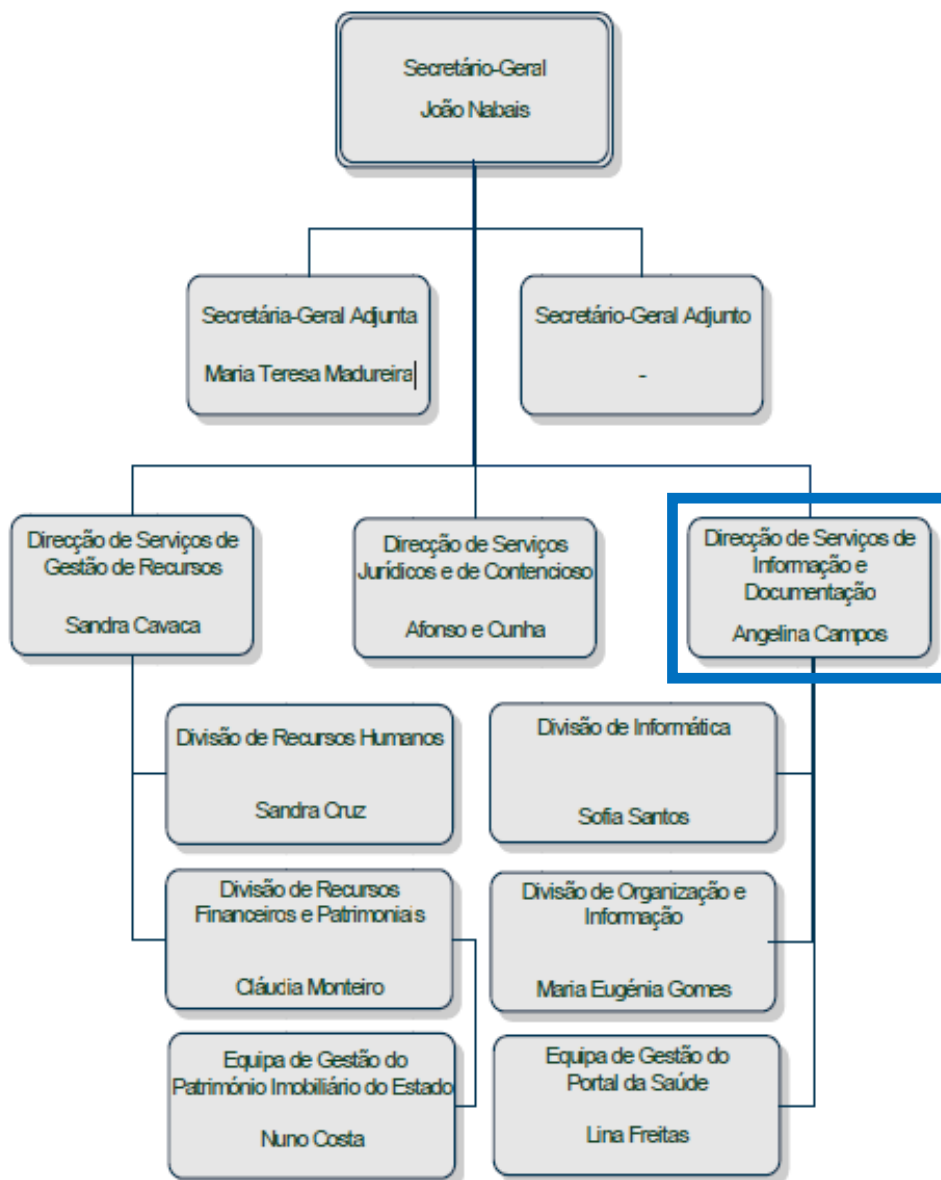 Secretário-Geral
João Nabais
Secretária-Geral Adjunta
Maria Teresa Madureira
Secretário-Geral Adjunto
-
Direcção de Serviços de
Gestão de Recursos
Sandra Cavaca
Direcção de Serviços
Jurídicos e de Contencioso
Afonso e Cunha
Direcção de Serviços de
Informação e
Documentação
Angelina Campos
Divisão de Recursos Humanos
Sandra Cruz
Divisão de Informática
Sofia Santos
Divisão de Recursos
Financeiros e Patrimoniais
Cláudia Monteiro
Divisão de Organização e
Informação
Maria Eugénia Gomes
Equipa de Gestão do
Património Imobiliário do Estado
Nuno Costa
Equipa de Gestão do
Portal da Saúde
Lina Freitas